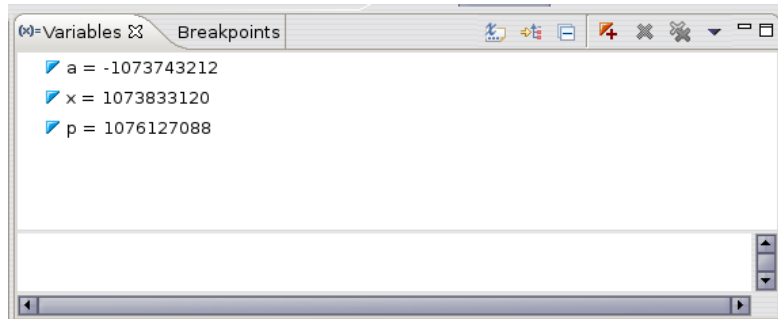 (x)= Variables Breakpoints
a = -1073743212
x = 1073833120
p = 1076127088